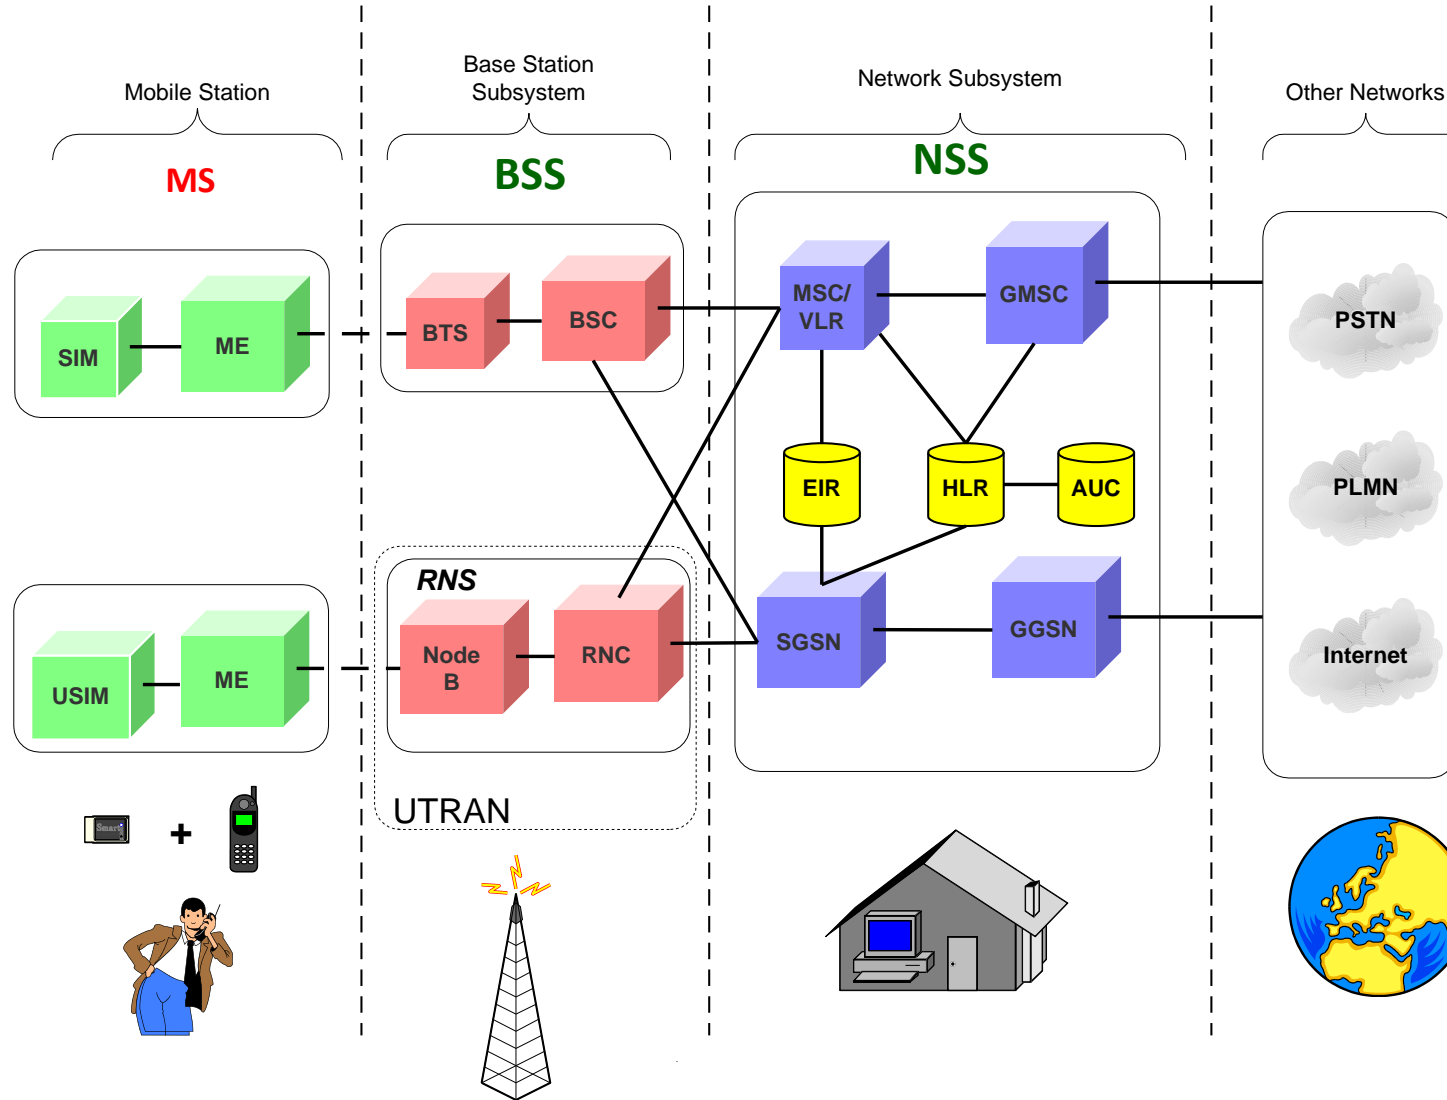 Mobile Station
Base Station
Subsystem
Network Subsystem
Other Networks
MS
BSS
NSS
SIM
ME
BTS
BSC
MSC/
VLR
GMSC
PSTN
EIR
HLR
AUC
PLMN
RNS
USIM
ME
Node
B
RNC
SGSN
GGSN
Internet
UTRAN
Smart
+